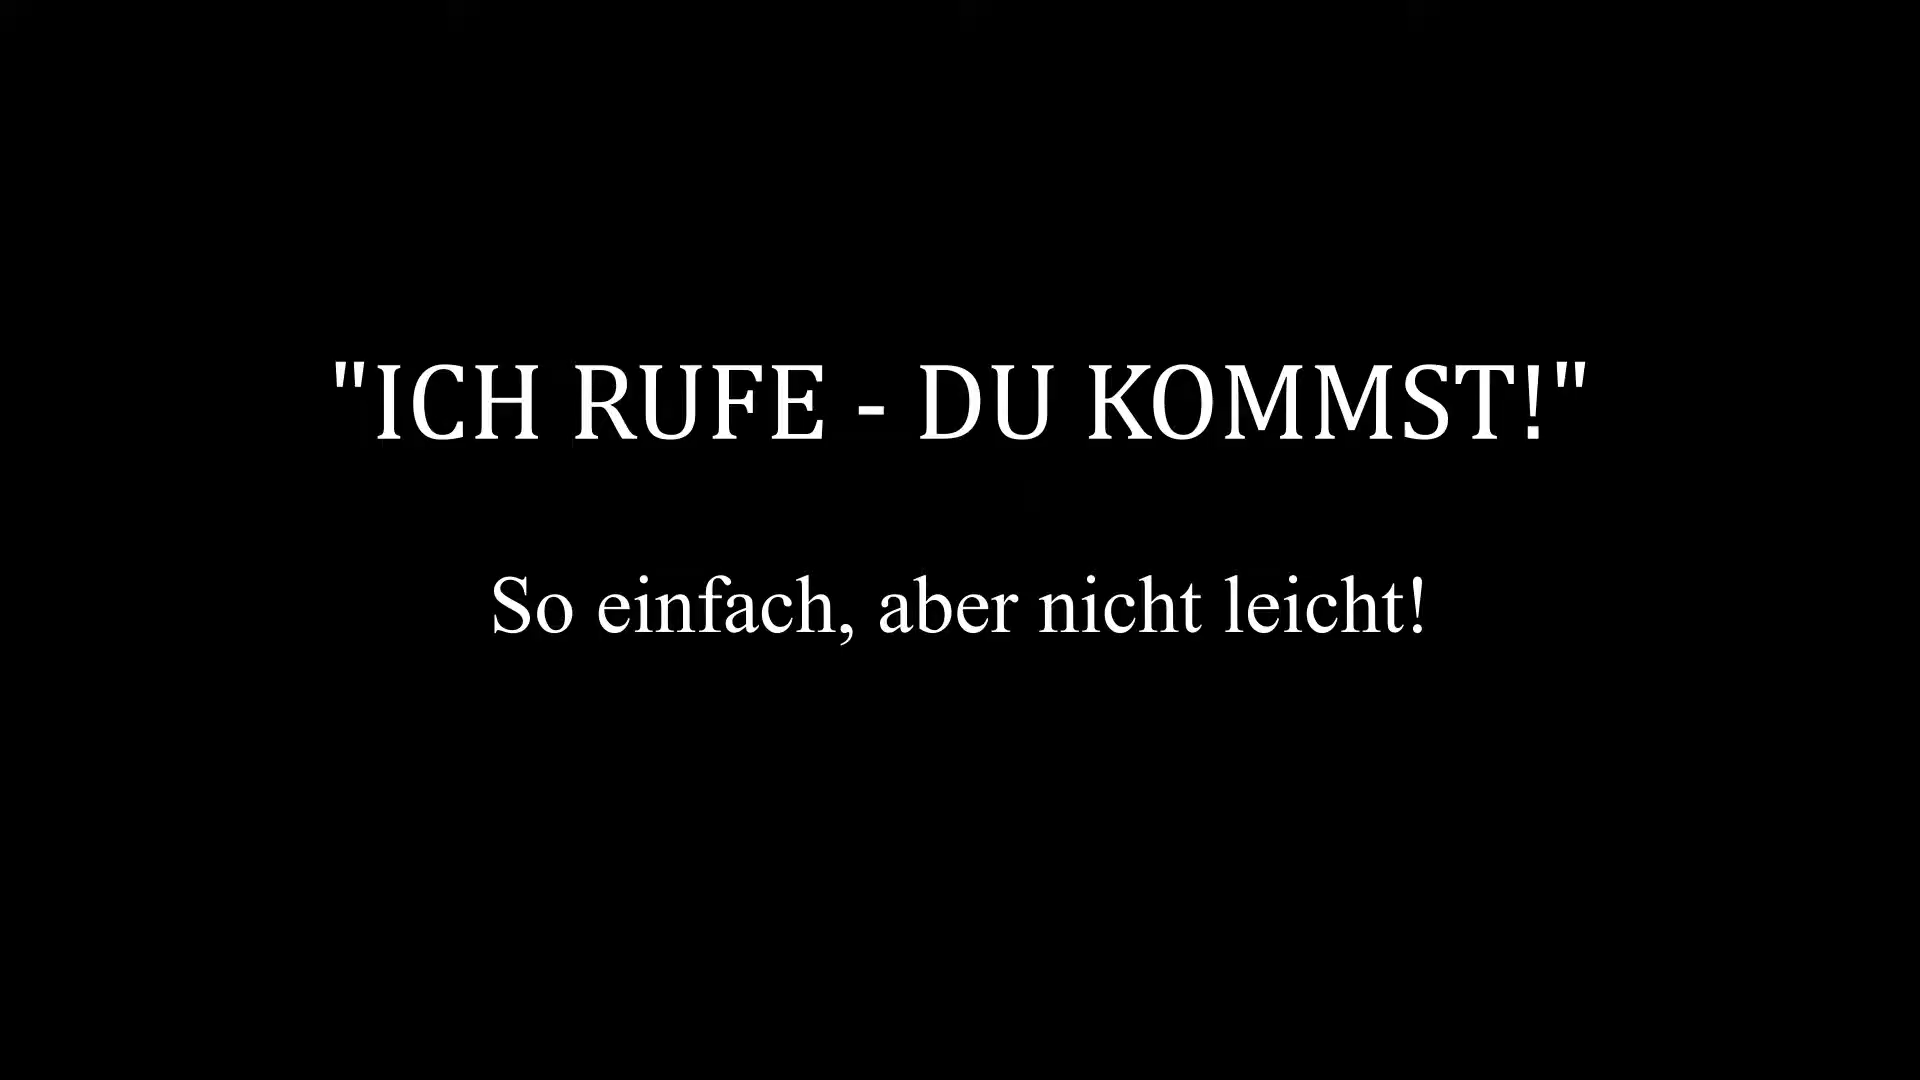 "ICH RUFE - DU KOMMST!"
So einfach, aber nicht leicht!